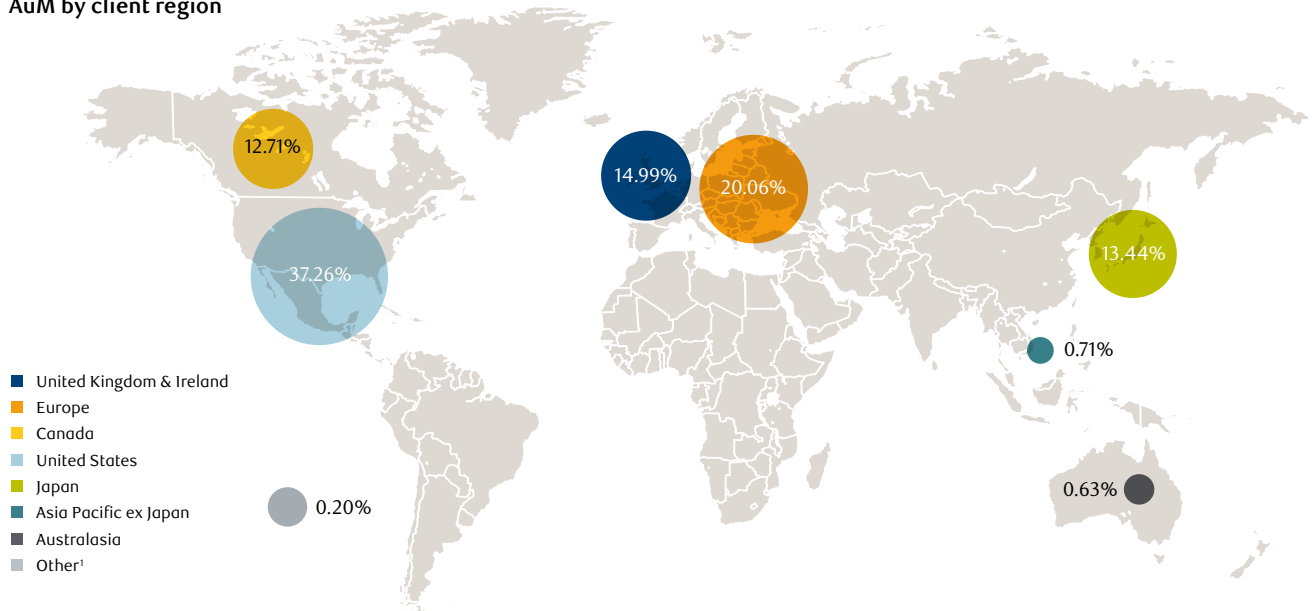 AuM by client region
12.71%
14.99%
20.06%
37.26%
13.44%
0.71%
0.63%
0.20%
United Kingdom & Ireland
Europe
Canada
United States
Japan
Asia Pacific ex Japan
Australasia
Other¹